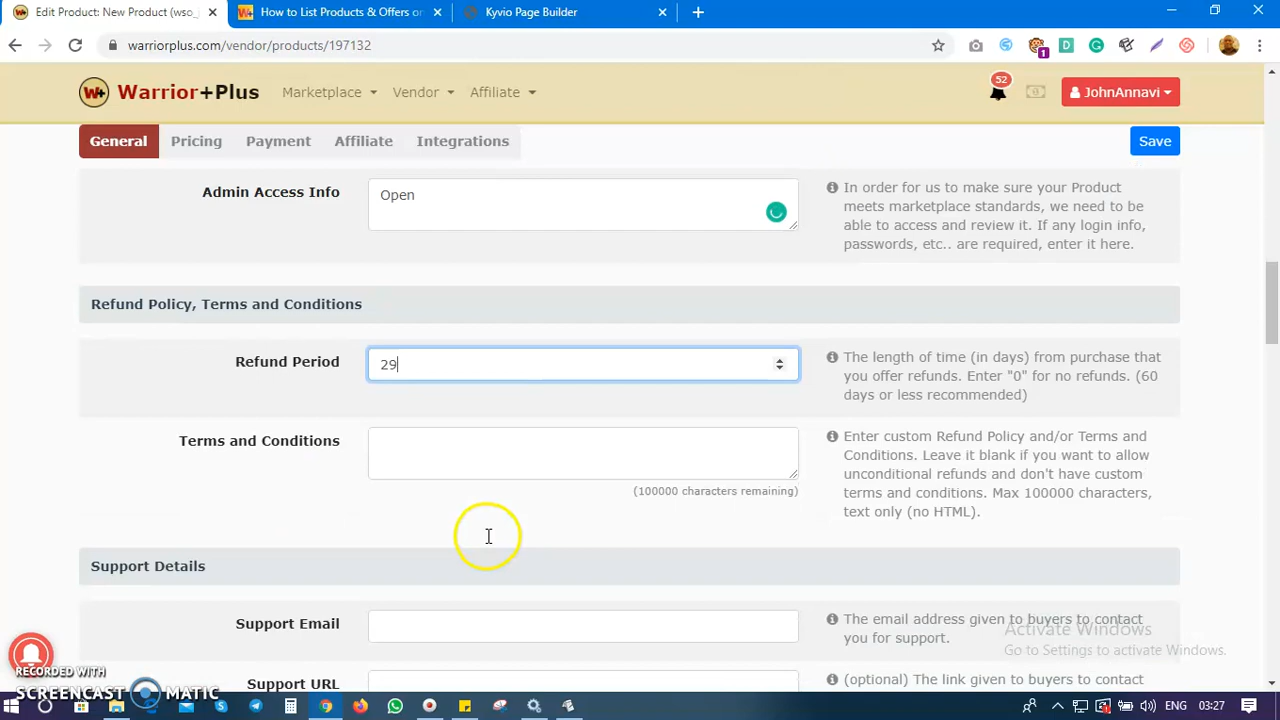 Edit Product: New Product (wso_
How to List Products & Offers or
Kyvio Page Builder
warriorplus.com/vendor/products/197132
1
W+ Warrior+Plus
Marketplace
Vendor
Affiliate
52
JohnAnnavi
General
Pricing
Payment
Affiliate
Integrations
Save
Admin Access Info
Open
In order for us to make sure your Product
meets marketplace standards, we need to be
able to access and review it. If any login info,
passwords, etc.. are required, enter it here.
Refund Policy, Terms and Conditions
Refund Period
29
The length of time (in days) from purchase that
you offer refunds. Enter "0" for no refunds. (60
days or less recommended)
Terms and Conditions
(100000 characters remaining)
Enter custom Refund Policy and/or Terms and
Conditions. Leave it blank if you want to allow
unconditional refunds and don't have custom
terms and conditions. Max 100000 characters,
text only (no HTML).
Support Details
Support Email
The email address given to buyers to contact
you for support.
Support URL
(optional) The link given to buyers to contact
Activate Windows
Go to Settings to activate Windows.
RECORDED WITH
SCREENCAST MATIC
ENG
03:27